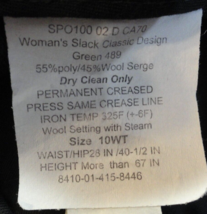 SPO100 02 D CA70
Woman's Slack Classic Design
Green 489
55%poly/45%Wool Serge
Dry Clean Only
PERMANENT CREASED
PRESS SAME CREASE LINE
IRON TEMP 325F (+-6F)
Wool Setting with Steam
Size 10WT
WAIST/HIP28 IN /40-1/2 IN
HEIGHT More than 67 IN
8410-01-415-8446